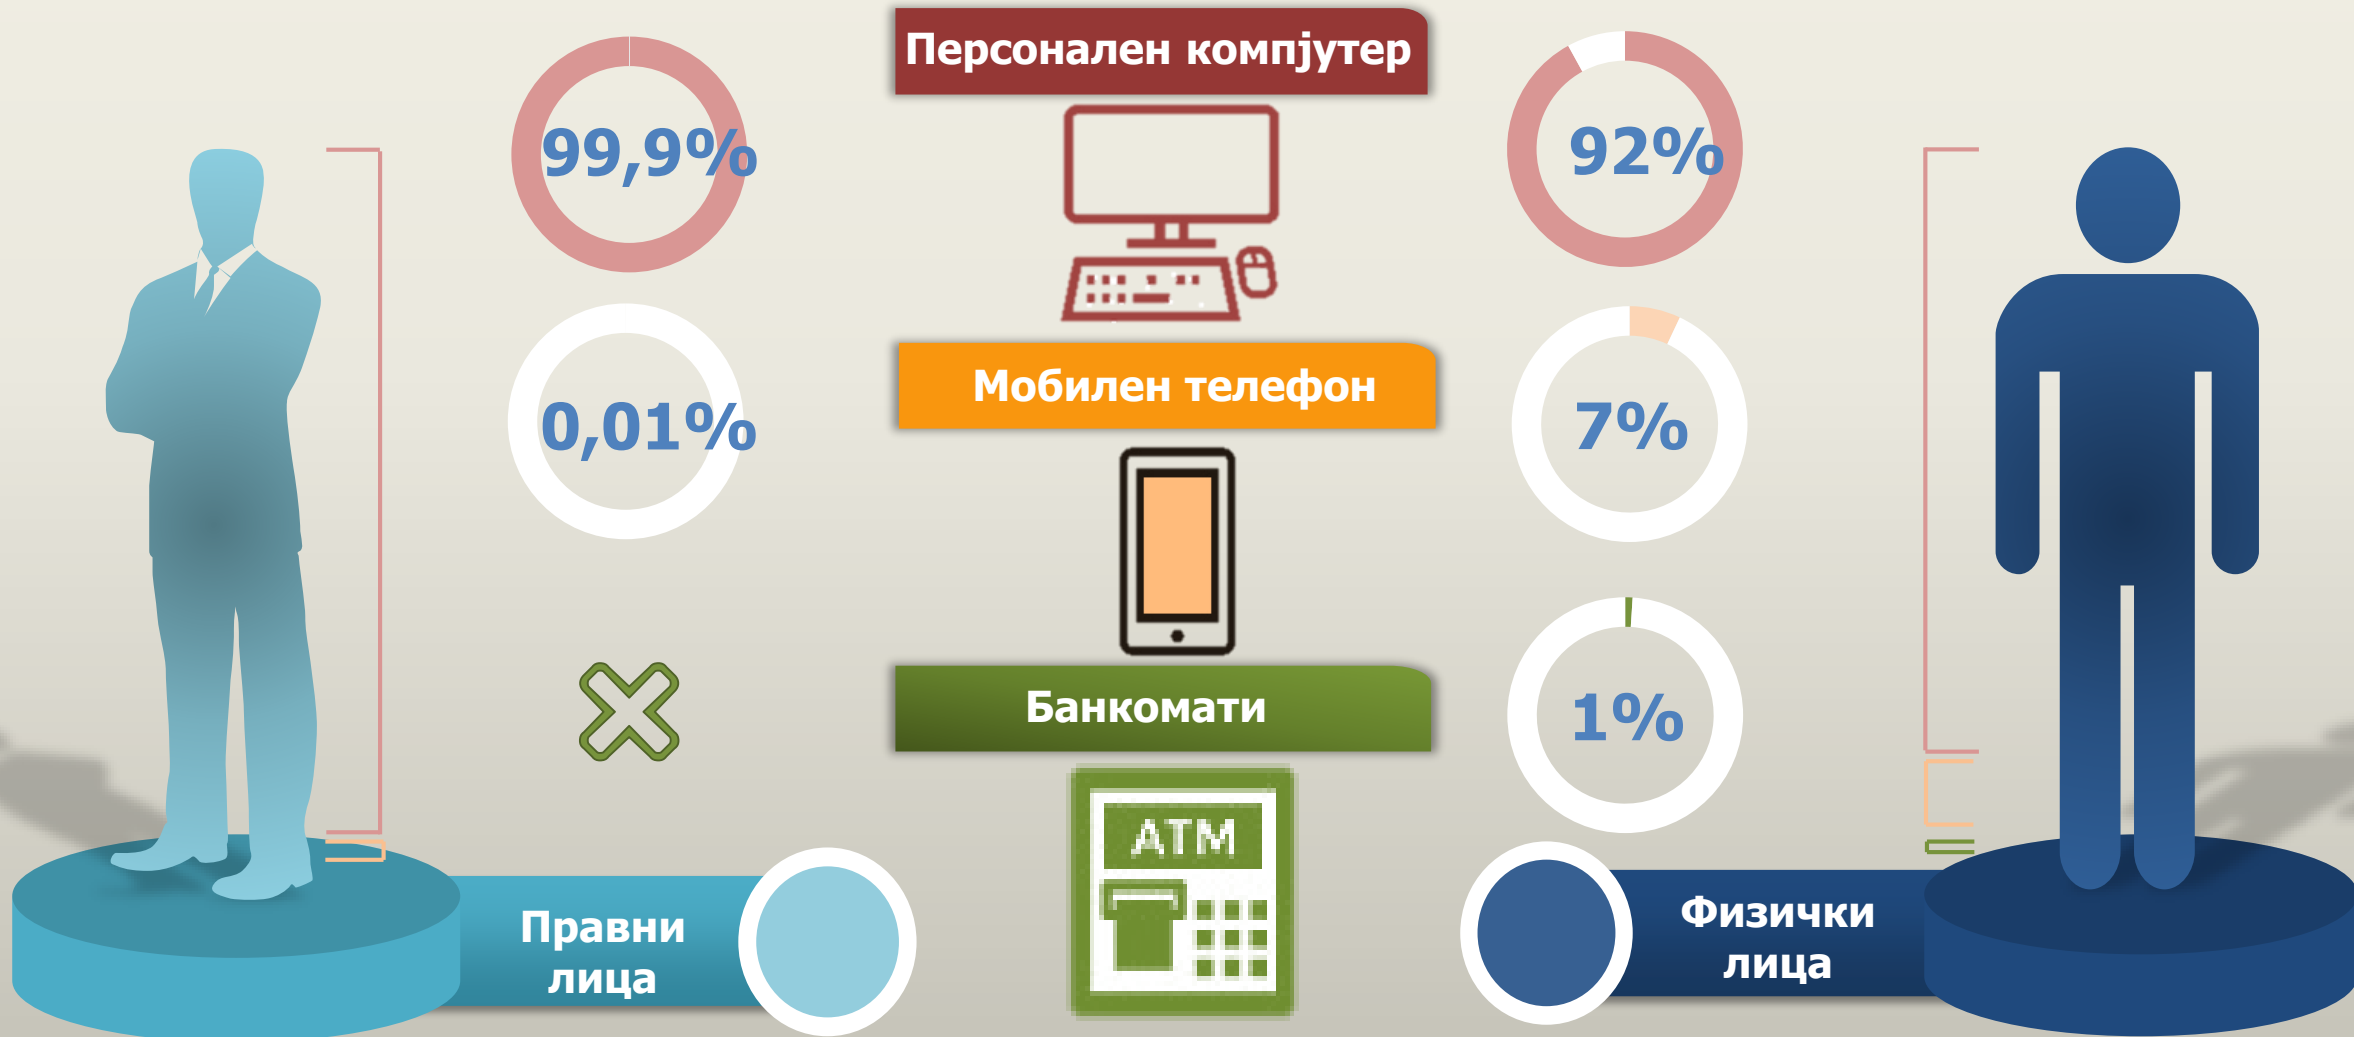 Персонален компјутер
99,9%
92%
Мобилен телефон
0,01%
7%
Банкомати
1%
ATM
Правни
лица
Физички
лица